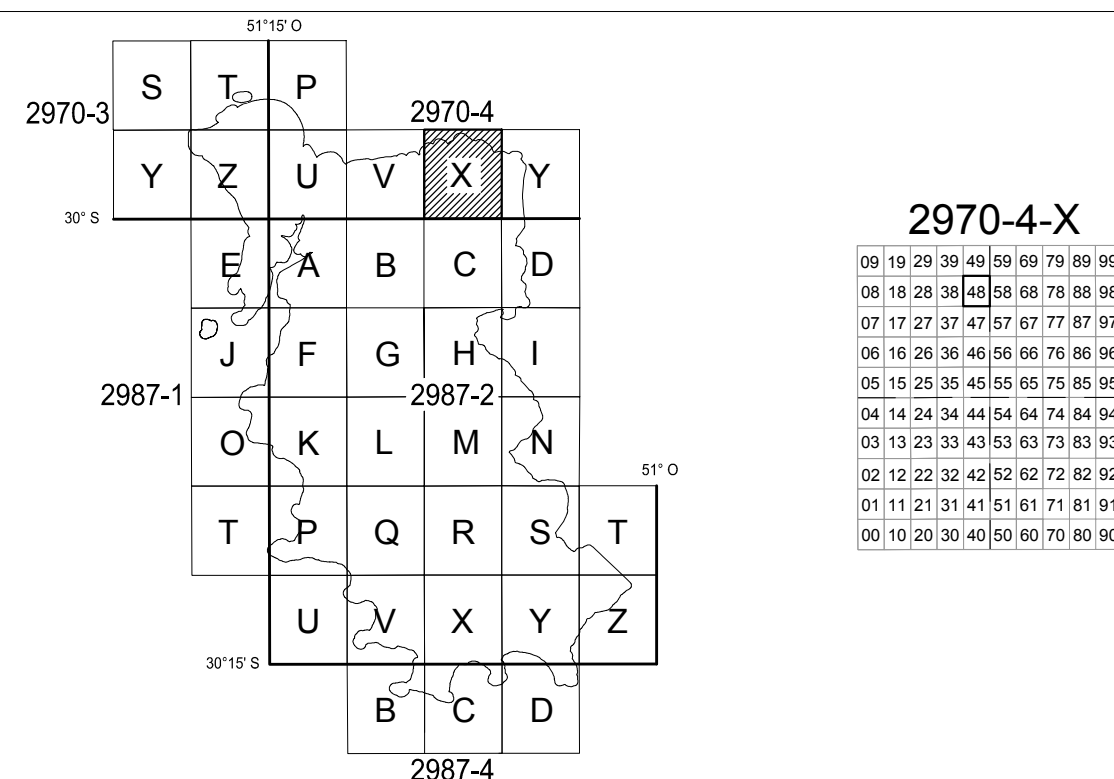 51°15' O
S T P
2970-3
2970-4
Y Z U V X Y
30° S
E A B C D
J F G H I
2987-1
2987-2
O K L M N
51° O
T P Q R S T
U V X Y Z
30°15' S
B C D
2987-4
2970-4-X
09 19 29 39 49 59 69 79 89 99
08 18 28 38 48 58 68 78 88 98
07 17 27 37 47 57 67 77 87 97
06 16 26 36 46 56 66 76 86 96
05 15 25 35 45 55 65 75 85 95
04 14 24 34 44 54 64 74 84 94
03 13 23 33 43 53 63 73 83 93
02 12 22 32 42 52 62 72 82 92
01 11 21 31 41 51 61 71 81 91
00 10 20 30 40 50 60 70 80 90